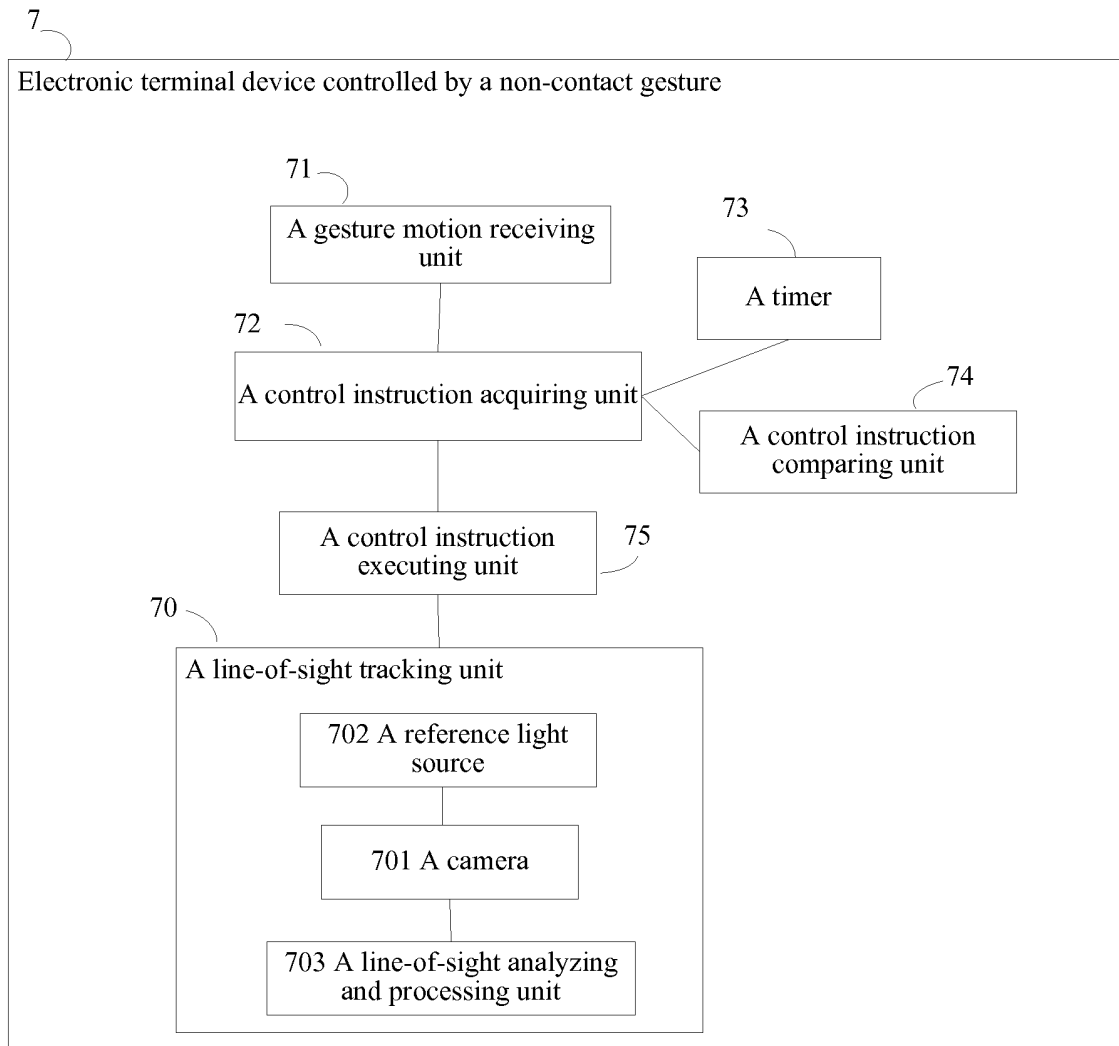 7
Electronic terminal device controlled by a non-contact gesture
71
A gesture motion receiving
unit
73
A timer
72
A control instruction acquiring unit
74
A control instruction
comparing unit
A control instruction
executing unit
75
70
A line-of-sight tracking unit
702 A reference light
source
701 A camera
703 A line-of-sight analyzing
and processing unit